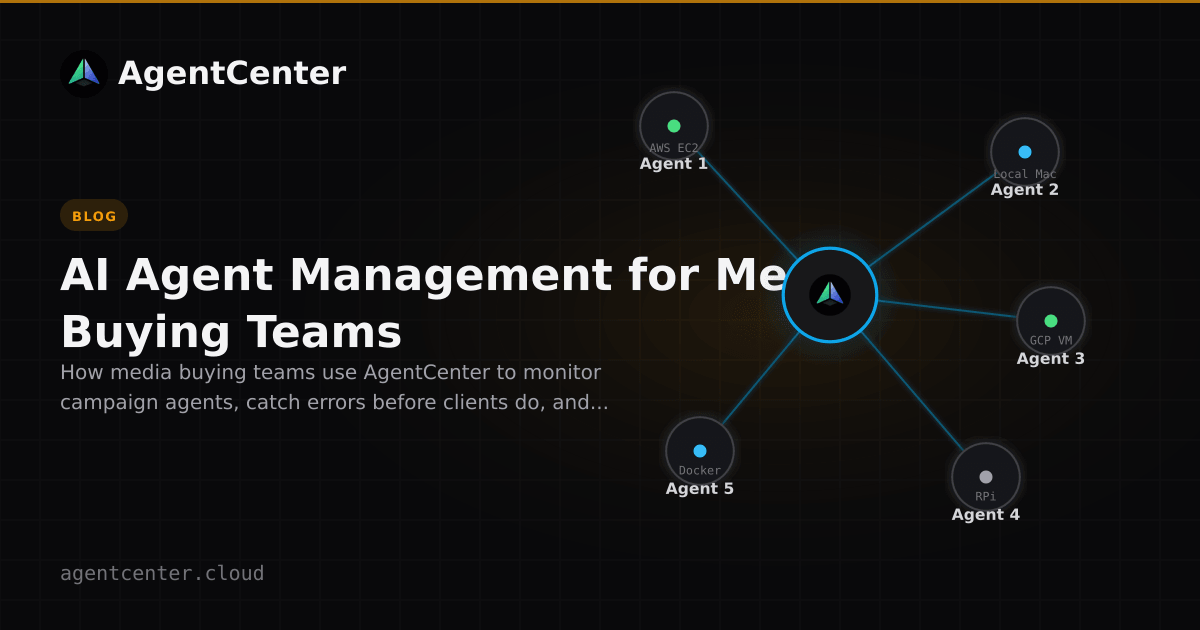 AgentCenter
BLOG
AI Agent Management for Me
Buying Teams
How media buying teams use AgentCenter to monitor
campaign agents, catch errors before clients do, and...
agentcenter.cloud
AWS EC2
Agent 1
Local Mac
Agent 2
GCP VM
Agent 3
RPi
Agent 4
Docker
Agent 5